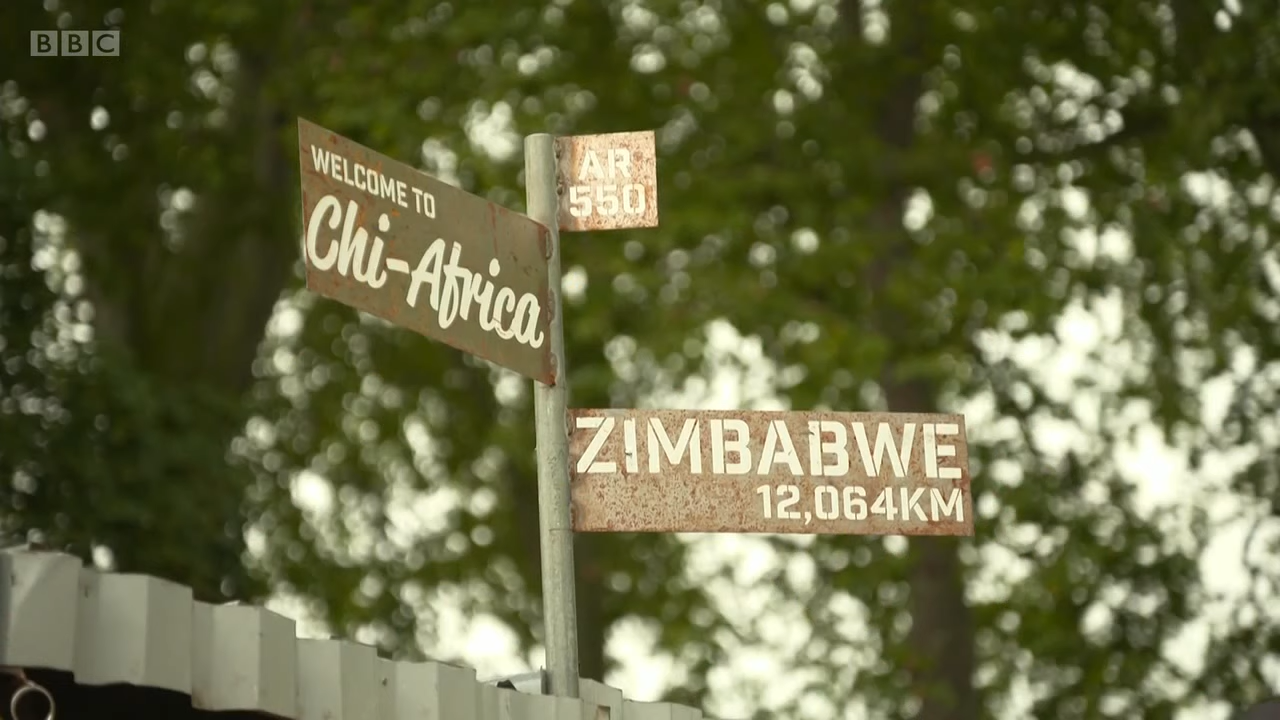 BBC
WELCOME TO
Chi-Africa
AR
550
ZIMBABWE
12,064KM